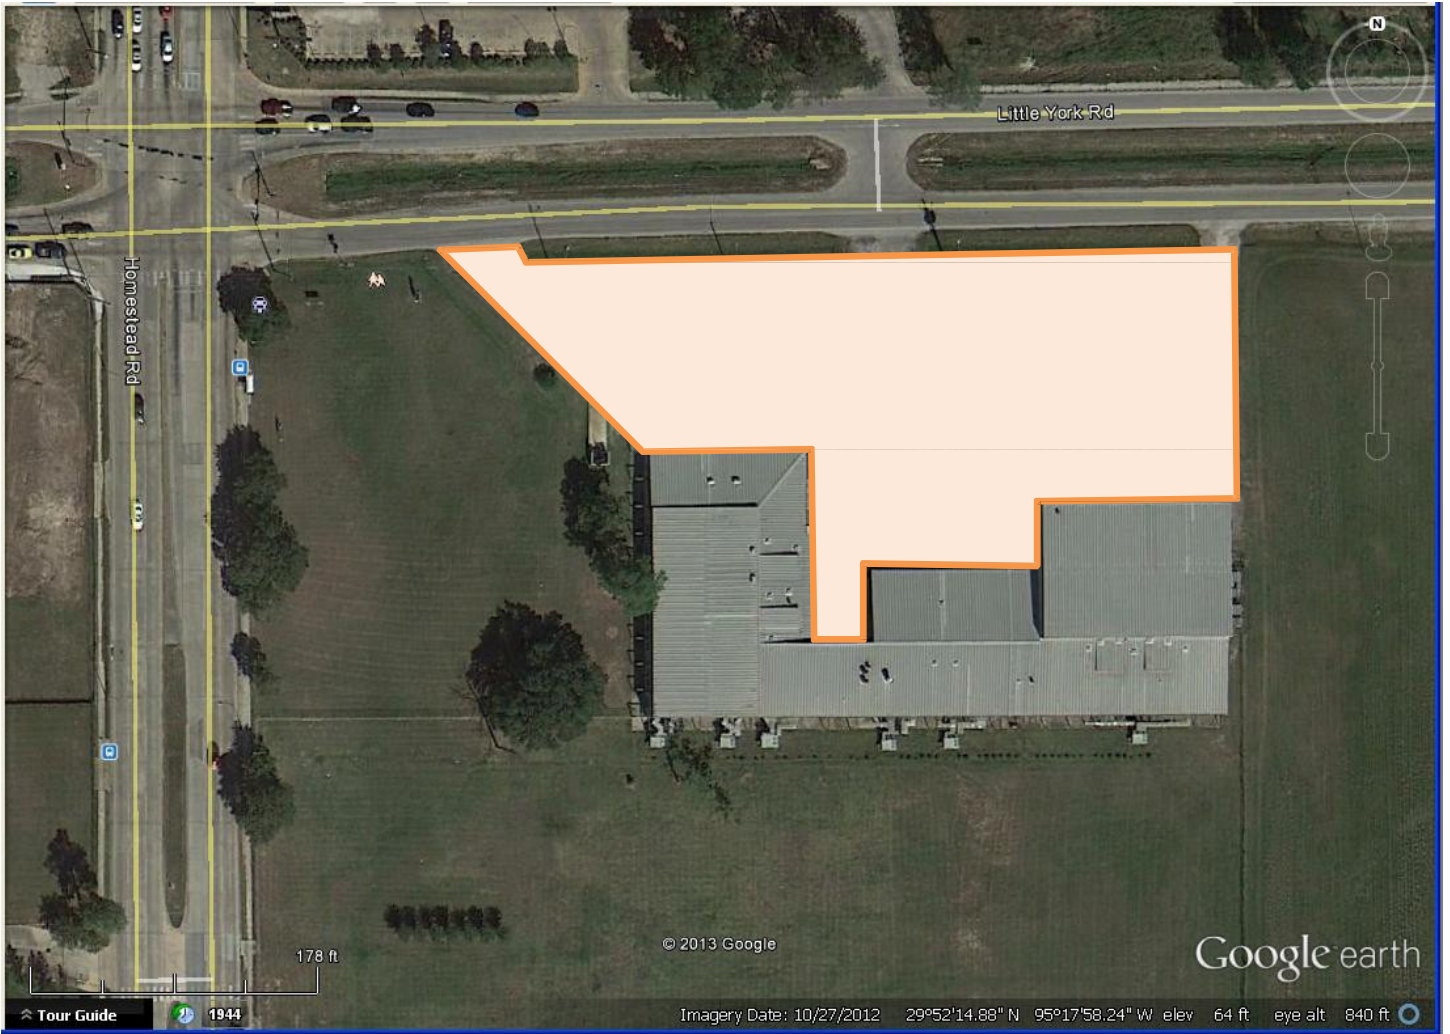 N
Little York Rd
Homestead Rd
178 ft
© 2013 Google
Google earth
Tour Guide
1944
Imagery Date: 10/27/2012 29°52'14.88" N 95°17'58.24" W elev 64 ft eye alt 840 ft